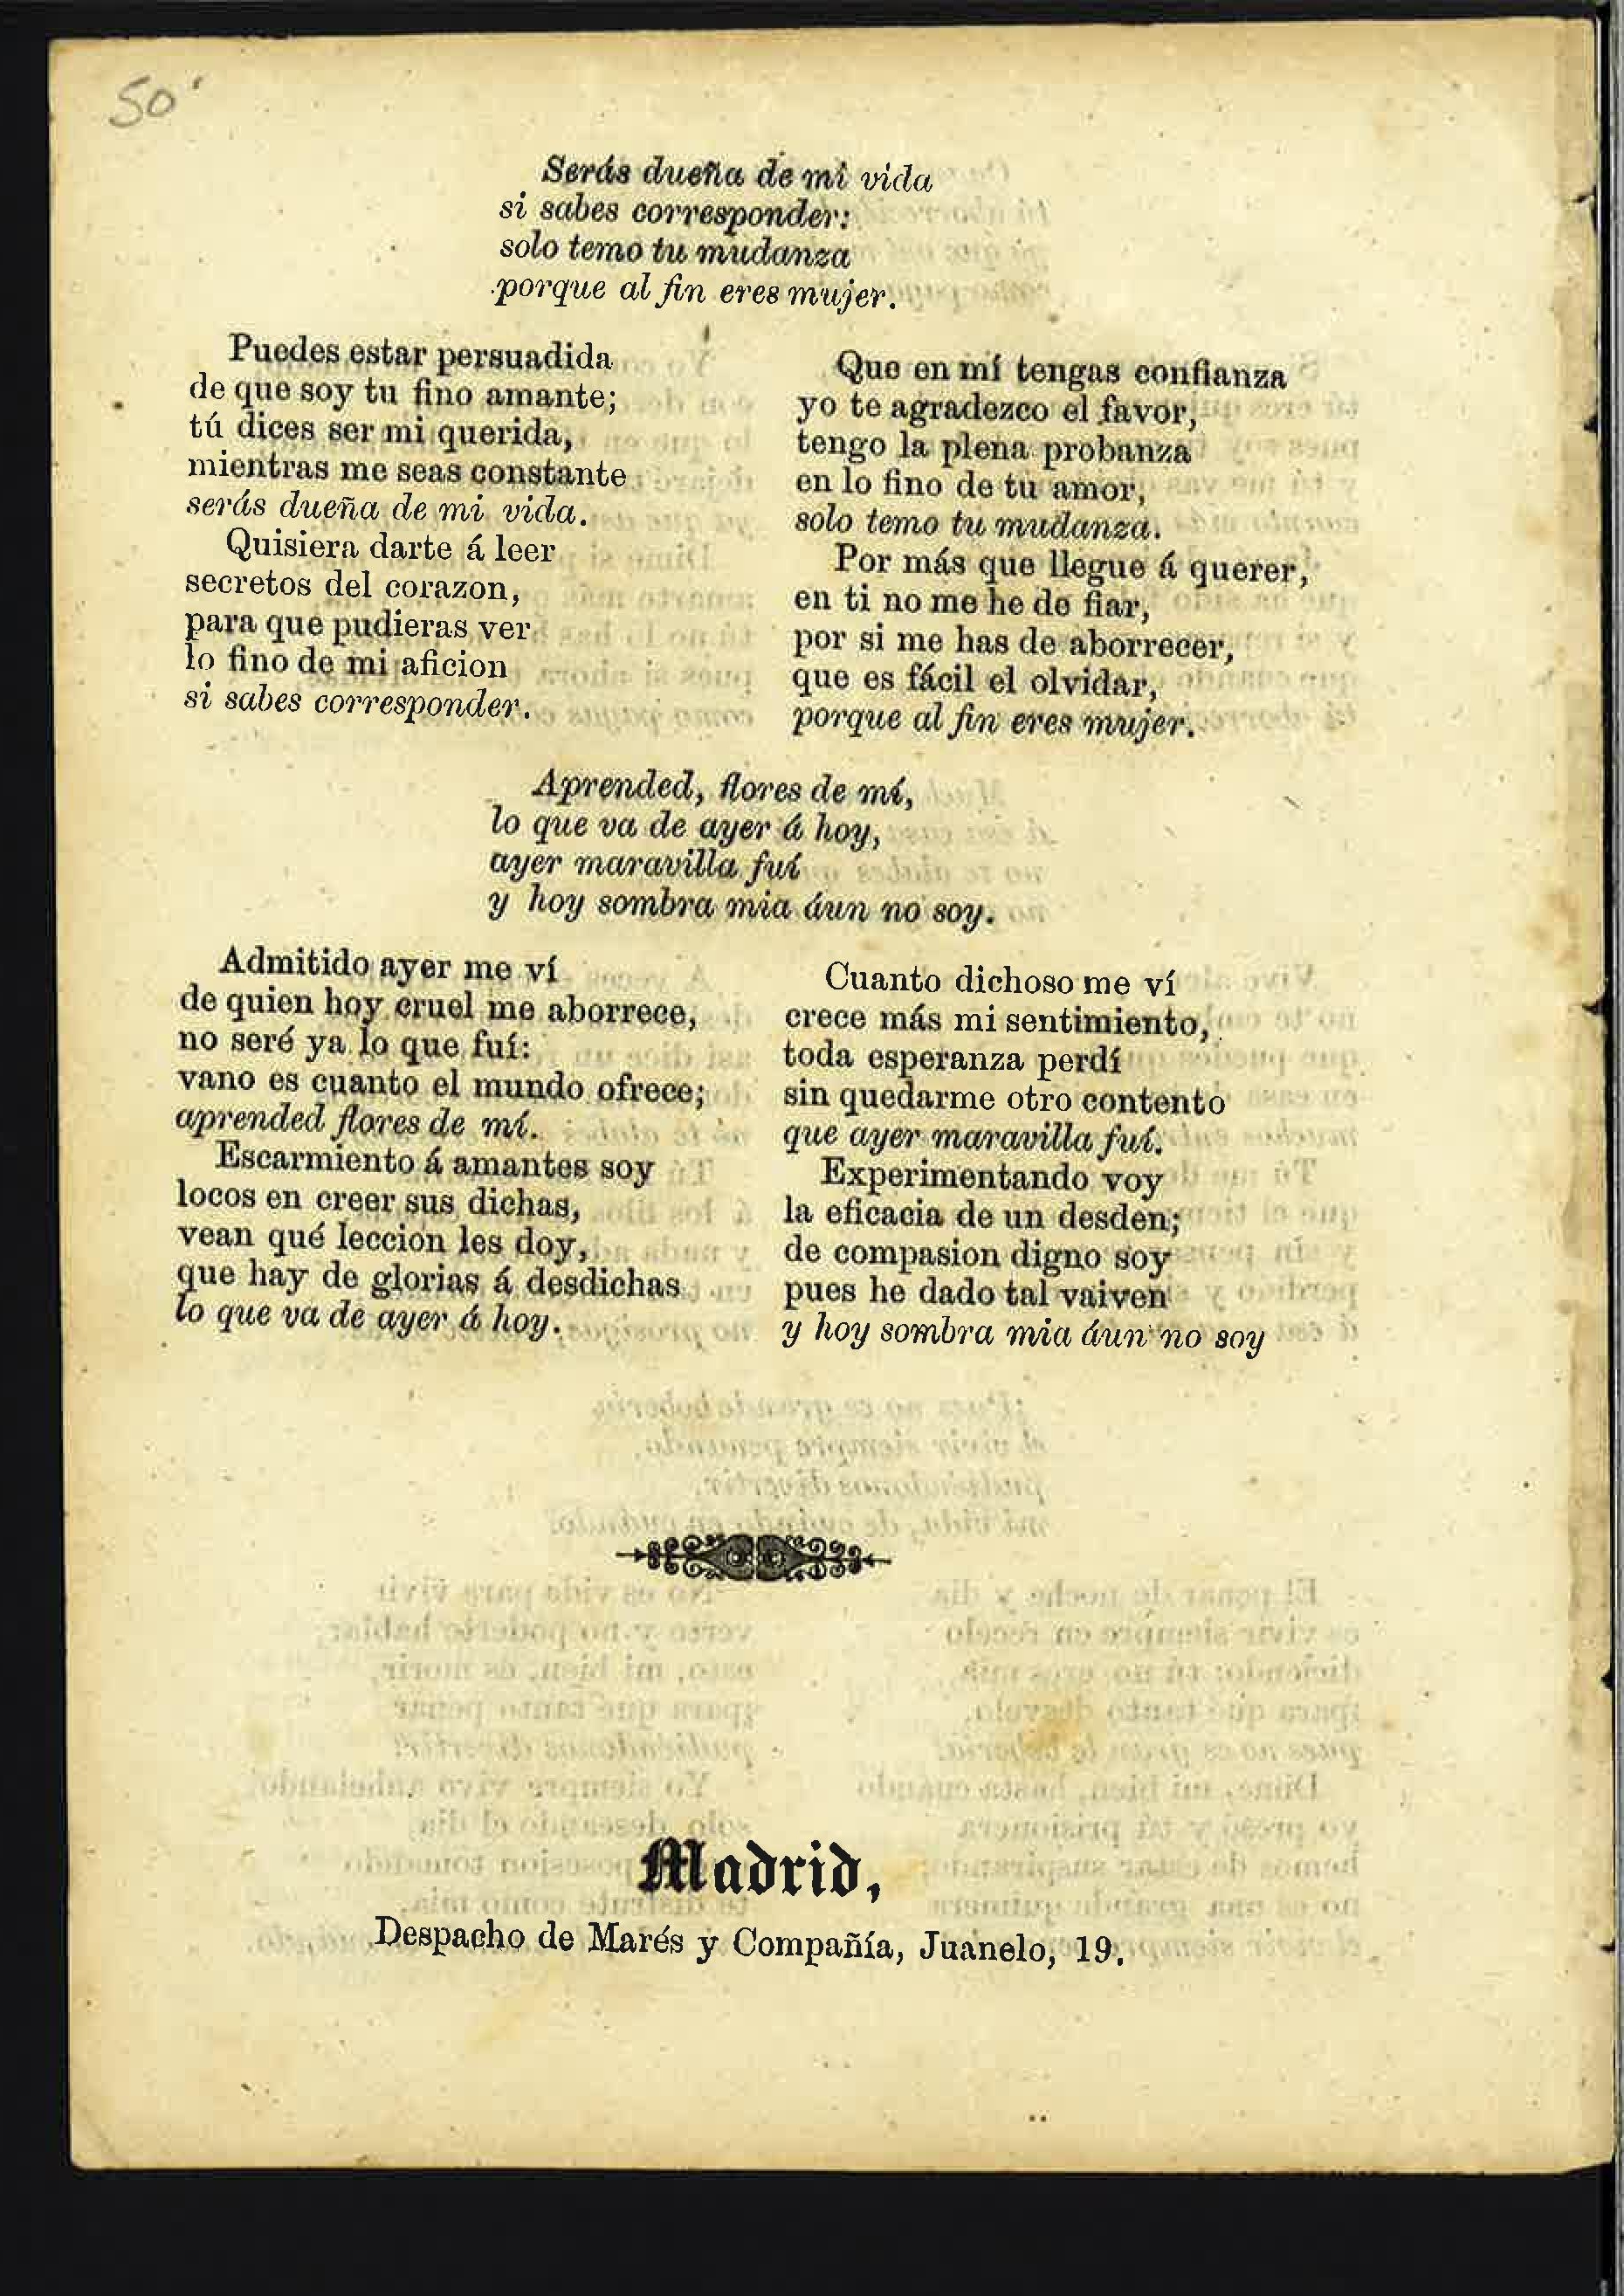 50'
Serás dueña de mi vida
si sabes corresponder:
solo temo tu mudanza
porque al fin eres mujer.
Puedes estar persuadida
de que soy tu fino amante;
tú dices ser mi querida,
mientras me seas constante
serás dueña de mi vida.
Quisiera darte á leer
secretos del corazon,
para que pudieras ver
lo fino de mi aficion
si sabes corresponder.
Que en mí tengas confianza
yo te agradezco el favor,
tengo la plena probanza
en lo fino de tu amor,
solo temo tu mudanza.
Por más que llegue á querer,
en ti no me he de fiar,
por si me has de aborrecer,
que es fácil el olvidar,
porque al fin eres mujer.
Aprended, flores de mí,
lo que va de ayer á hoy,
ayer maravilla fuí
y hoy sombra mia áun no soy.
Admitido ayer me ví
de quien hoy cruel me aborrece,
no seré ya lo que fuí:
vano es cuanto el mundo ofrece;
aprended flores de mí.
Escarmiento á amantes soy
locos en creer sus dichas,
vean qué leccion les doy,
que hay de glorias á desdichas
lo que va de ayer á hoy.
Cuanto dichoso me ví
crece más mi sentimiento,
toda esperanza perdí
sin quedarme otro contento
que ayer maravilla fuí.
Experimentando voy
la eficacia de un desden;
de compasion digno soy
pues he dado tal vaiven
y hoy sombra mia áun no soy
Madrid,
Despacho de Marés y Compañía, Juanelo, 19.